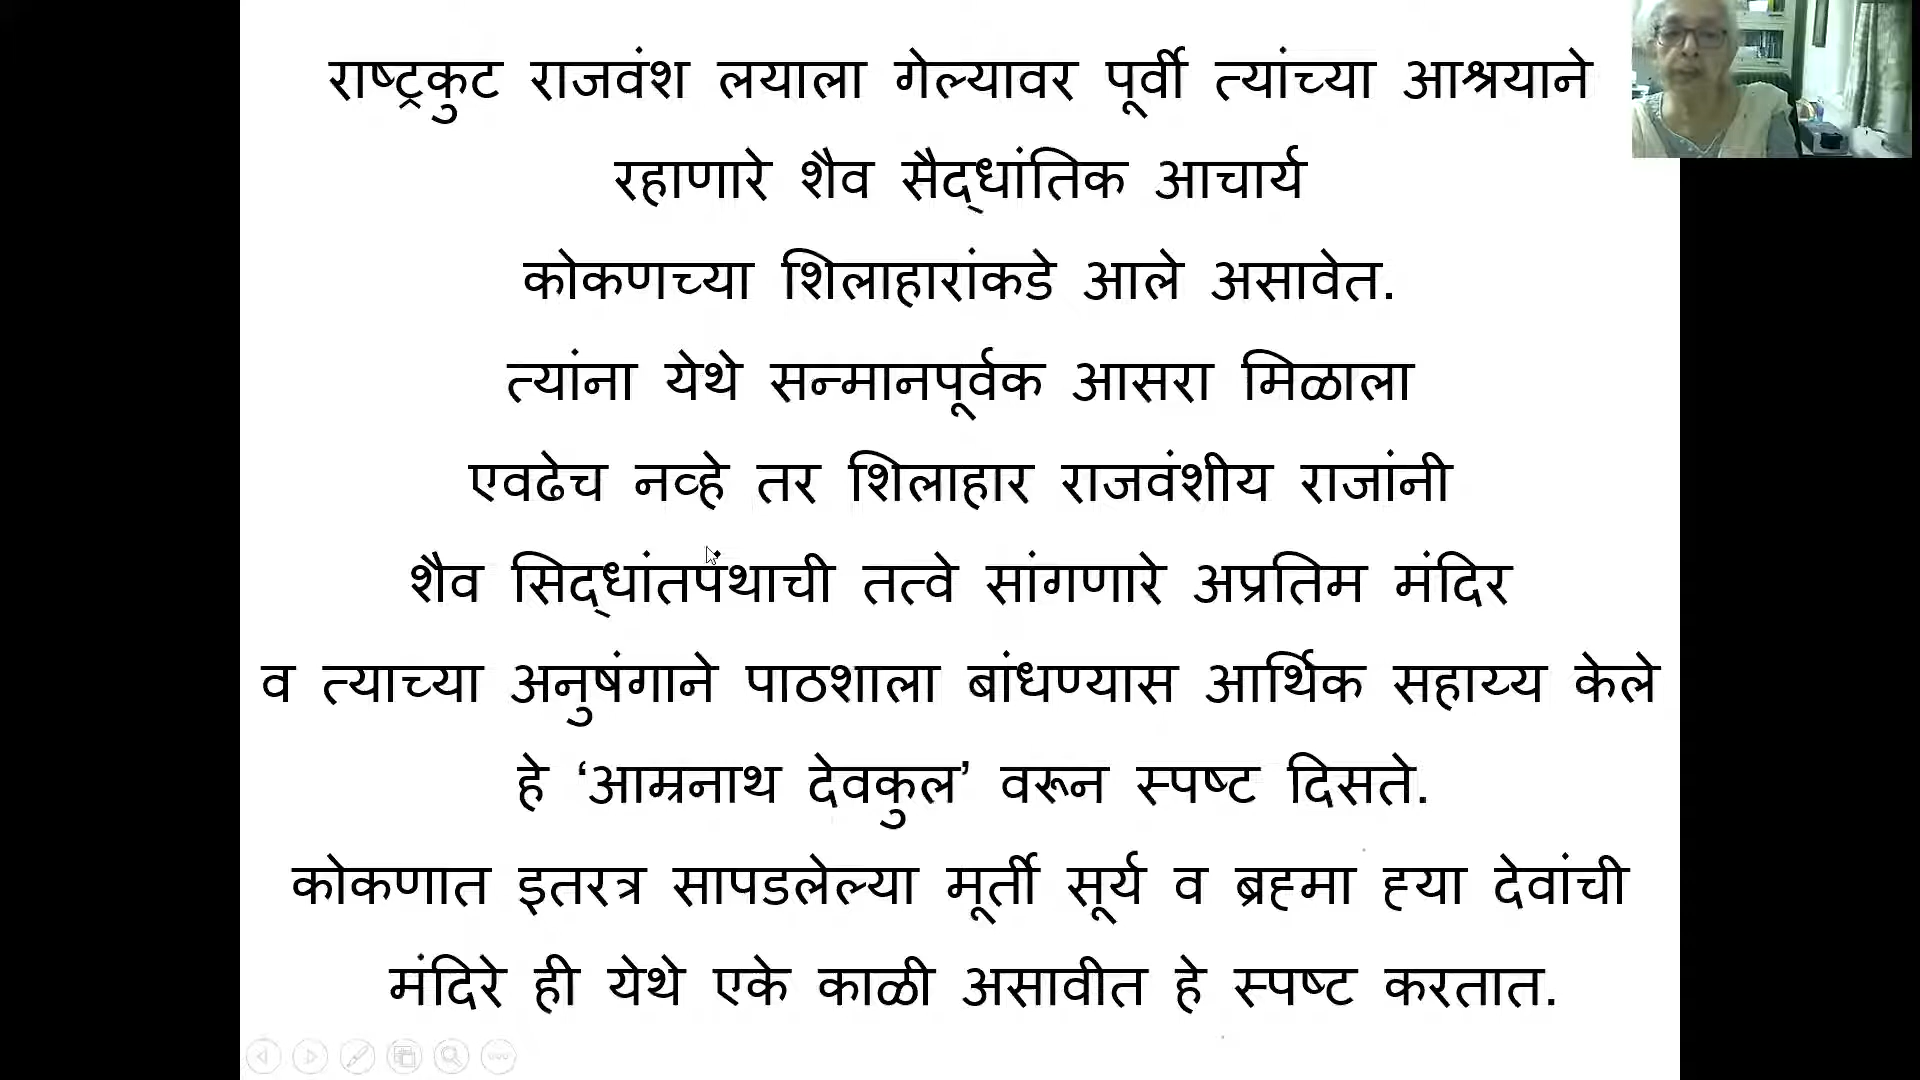 राष्ट्रकुट राजवंश लयाला गेल्यावर पूर्वी त्यांच्या आश्रयाने
रहाणारे शैव सैद्धांतिक आचार्य
कोकणच्या शिलाहारांकडे आले असावेत.
त्यांना येथे सन्मानपूर्वक आसरा मिळाला
एवढेच नव्हे तर शिलाहार राजवंशीय राजांनी
शैव सिद्धांतपंथाची तत्वे सांगणारे अप्रतिम मंदिर
व त्याच्या अनुषंगाने पाठशाला बांधण्यास आर्थिक सहाय्य केले
हे ‘आम्रनाथ देवकुल’ वरून स्पष्ट दिसते.
कोकणात इतरत्र सापडलेल्या मूर्ती सूर्य व ब्रह्मा ह्या देवांची
मंदिरे ही येथे एके काळी असावीत हे स्पष्ट करतात.